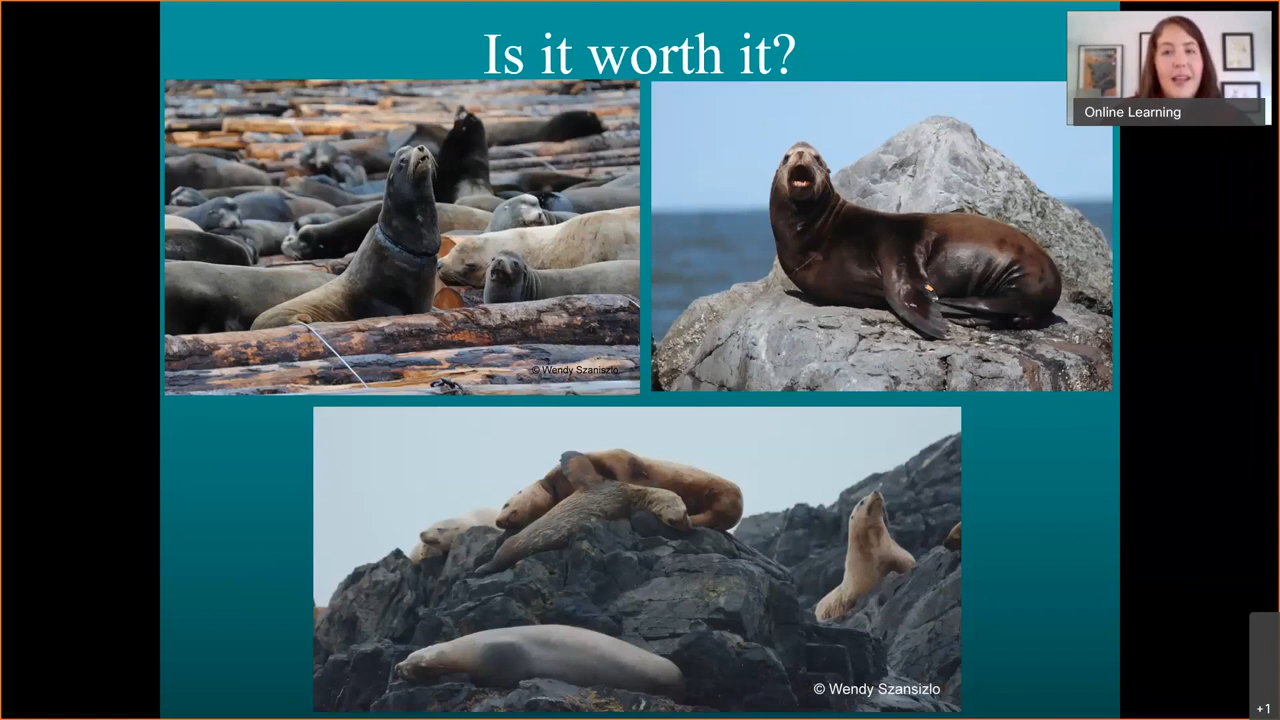 Is it worth it?
Online Learning
© Wendy Szaniszlo
© Wendy Szansizlo
+1